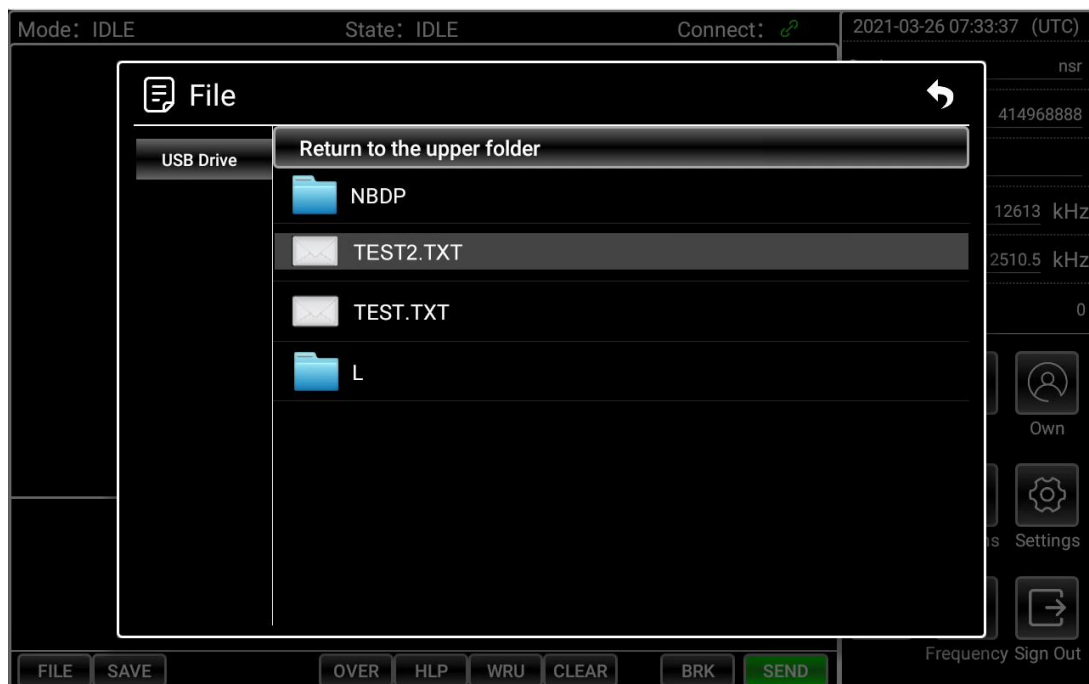 Mode: IDLE State: IDLE Connect: 2021-03-26 07:33:37 (UTC)
nsr
File
414968888
USB Drive
Return to the upper folder
NBDP
12613 kHz
TEST2.TXT
2510.5 kHz
TEST.TXT
0
L
Own
Settings
Frequency Sign Out
FILE SAVE OVER HLP WRU CLEAR BRK SEND